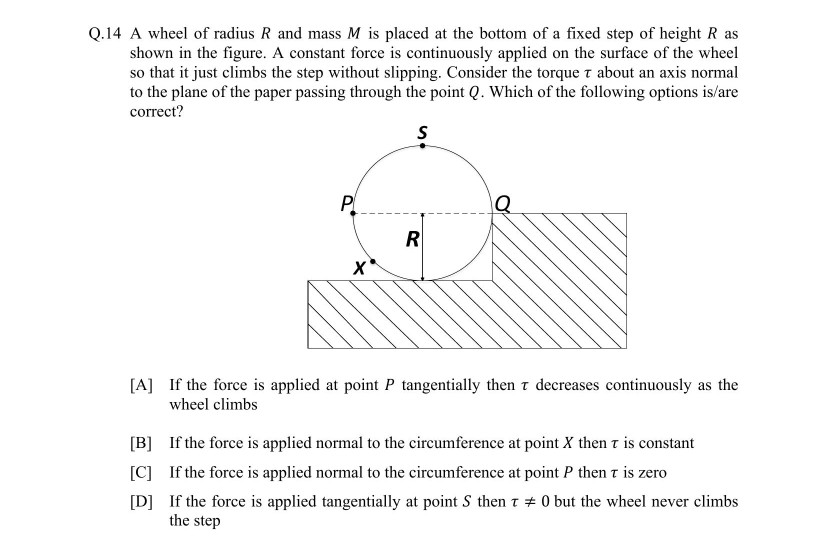 Q.14 A wheel of radius R and mass M is placed at the bottom of a fixed step of height R as
shown in the figure. A constant force is continuously applied on the surface of the wheel
so that it just climbs the step without slipping. Consider the torque τ about an axis normal
to the plane of the paper passing through the point Q. Which of the following options is/are
correct?
S
P
Q
R
X
[A] If the force is applied at point P tangentially then τ decreases continuously as the
wheel climbs
[B] If the force is applied normal to the circumference at point X then τ is constant
[C] If the force is applied normal to the circumference at point P then τ is zero
[D] If the force is applied tangentially at point S then τ ≠ 0 but the wheel never climbs
the step